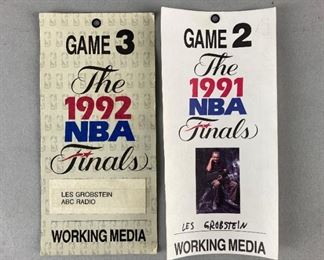 GAME 3
The
1992
NBA
Finals
LES GROBSTEIN
ABC RADIO
WORKING MEDIA
GAME 2
The
1991
NBA
Finals
LES GROBSTEIN
WORKING MEDIA